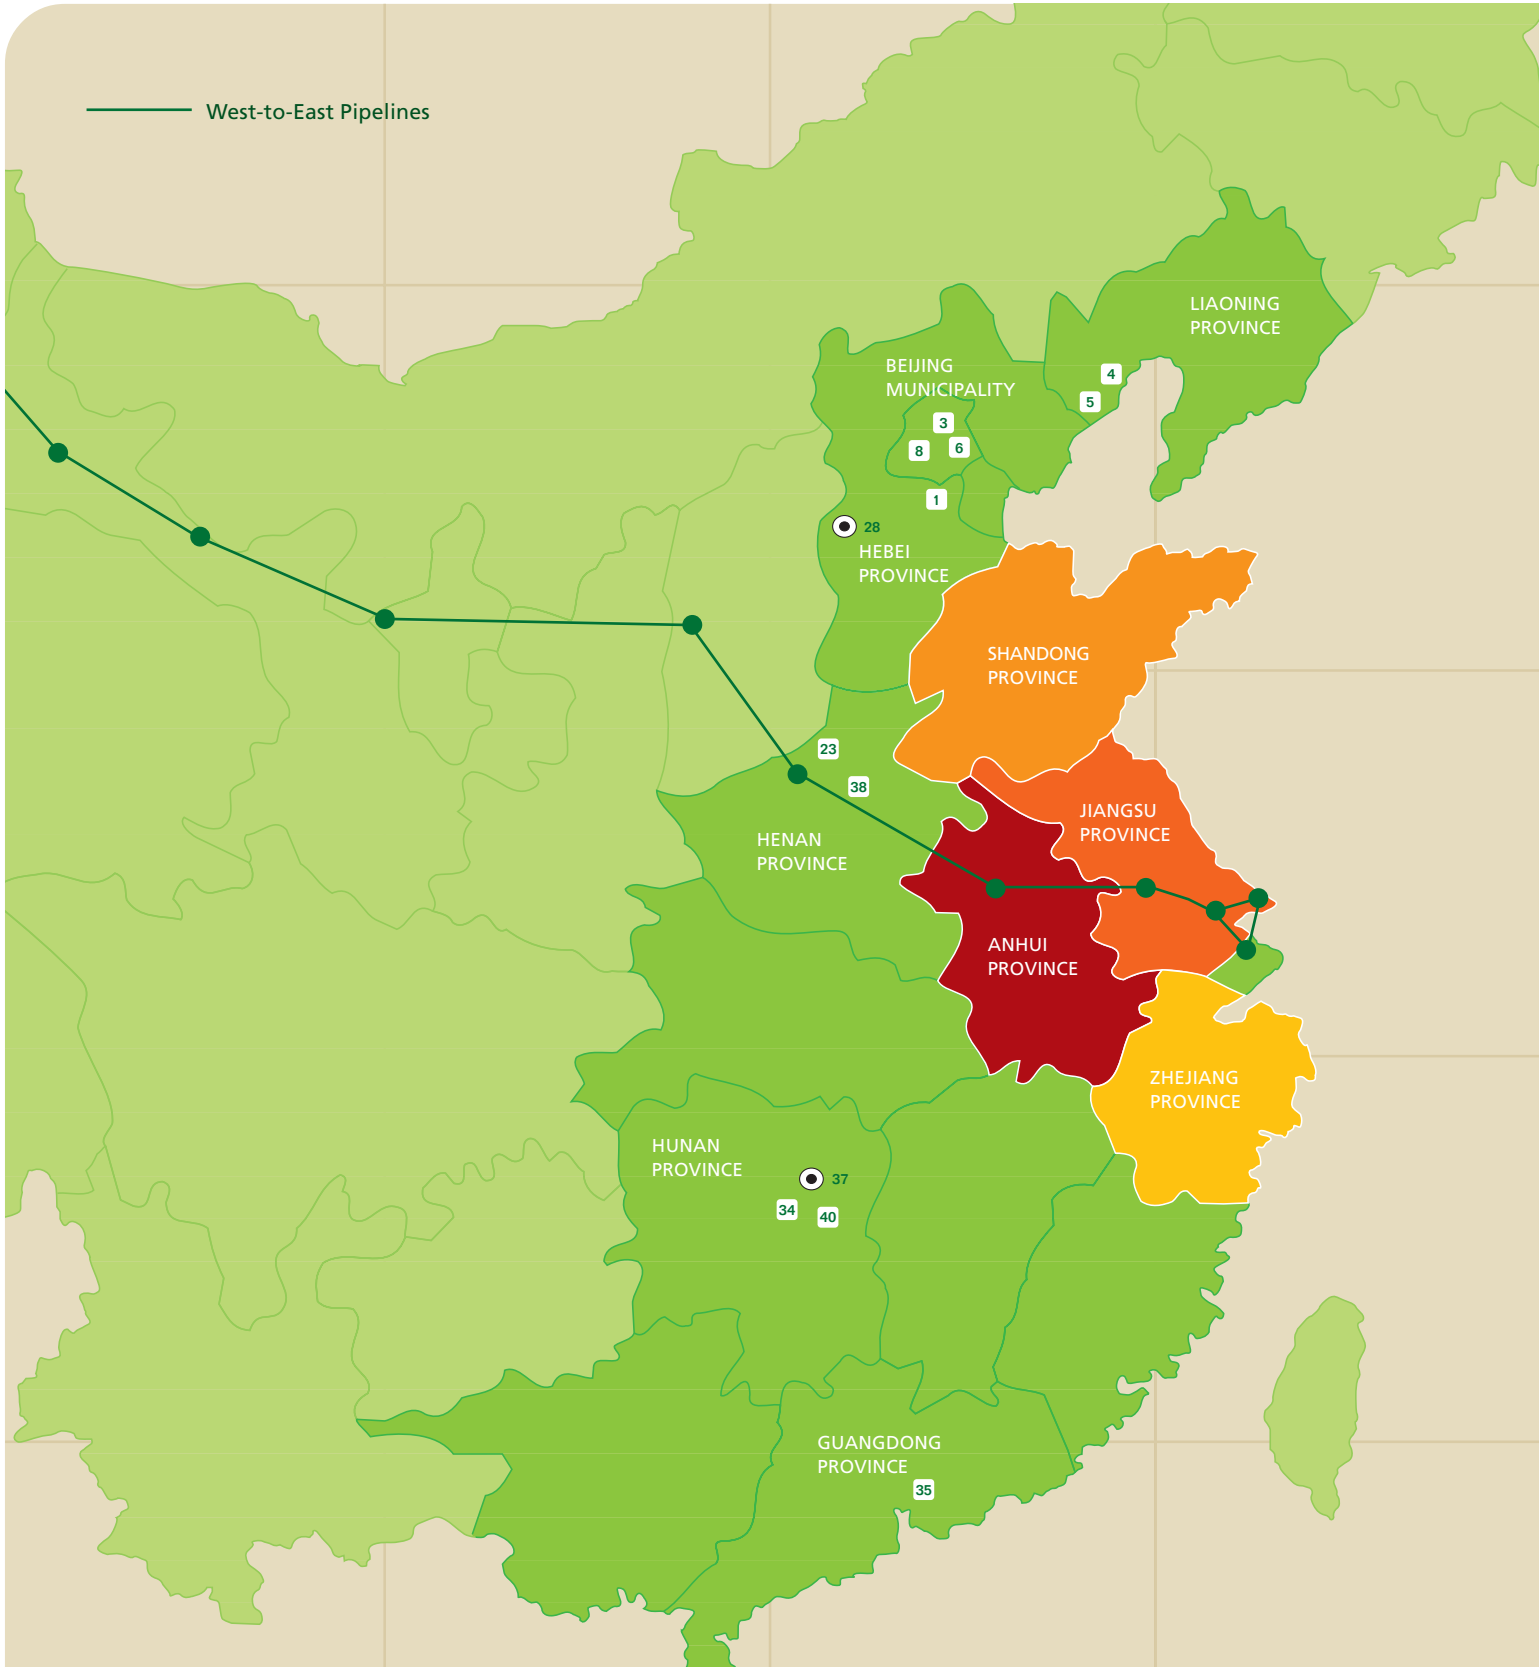 West-to-East Pipelines
LIAONING
PROVINCE
BEIJING
MUNICIPALITY
4
5
3
8
6
1
28
HEBEI
PROVINCE
SHANDONG
PROVINCE
23
38
JIANGSU
PROVINCE
HENAN
PROVINCE
ANHUI
PROVINCE
ZHEJIANG
PROVINCE
HUNAN
PROVINCE
37
34
40
GUANGDONG
PROVINCE
35